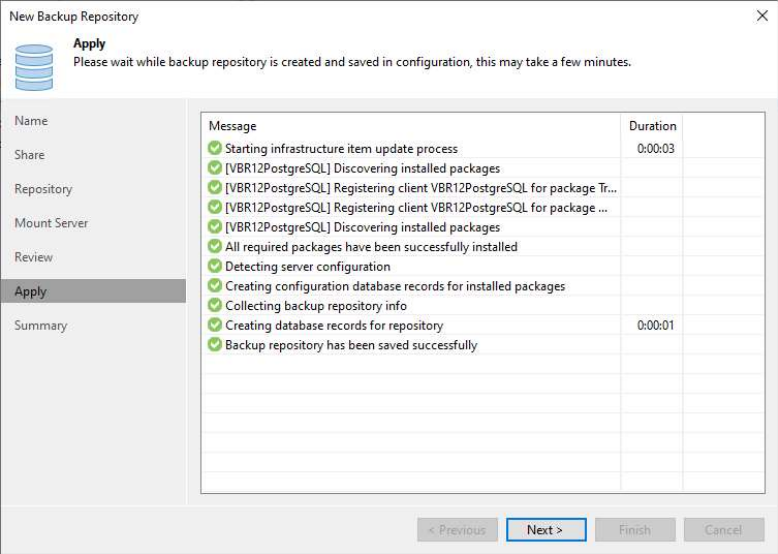 New Backup Repository
Apply
Please wait while backup repository is created and saved in configuration, this may take a few minutes.
Name
Share
Repository
Mount Server
Review
Apply
Summary
Message Duration
Starting infrastructure item update process 0:00:03
[VBR12PostgreSQL] Discovering installed packages
[VBR12PostgreSQL] Registering client VBR12PostgreSQL for package Tr...
[VBR12PostgreSQL] Registering client VBR12PostgreSQL for package ...
[VBR12PostgreSQL] Discovering installed packages
All required packages have been successfully installed
Detecting server configuration
Creating configuration database records for installed packages
Collecting backup repository info
Creating database records for repository 0:00:01
Backup repository has been saved successfully
< Previous Next > Finish Cancel